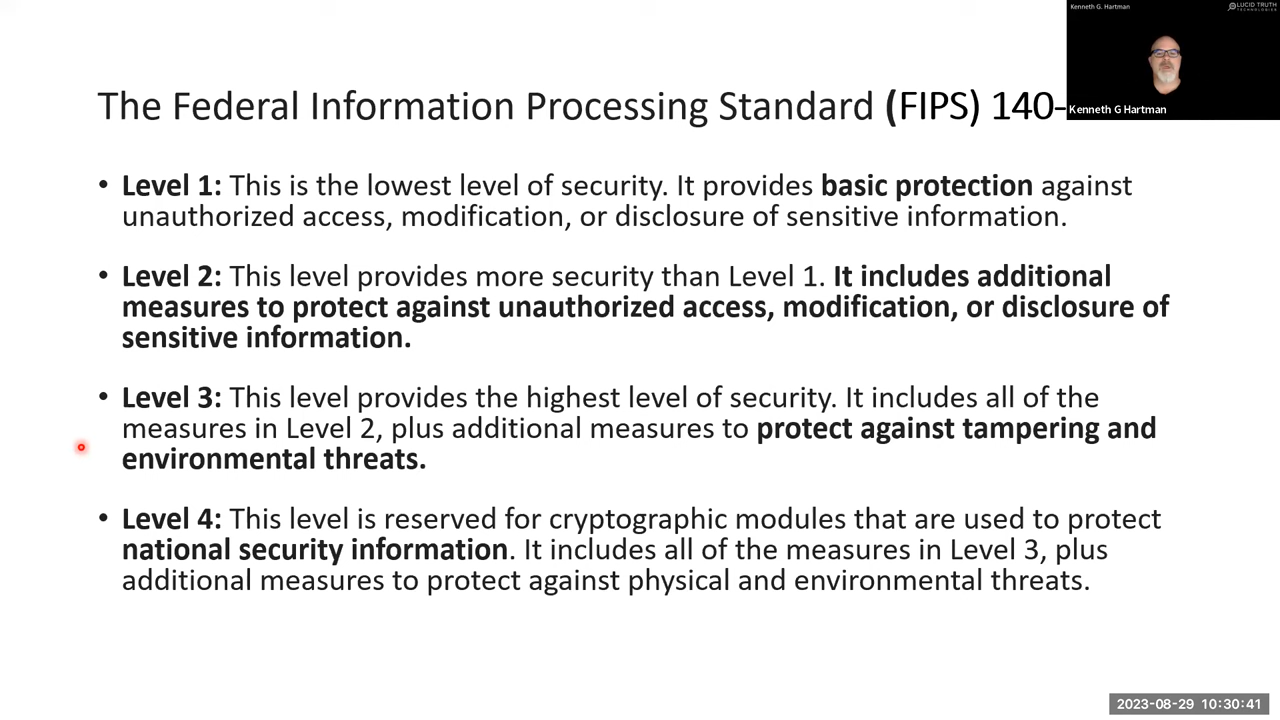 Kenneth G. Hartman
LUCID TRUTH
TECHNOLOGIES
Kenneth G Hartman
The Federal Information Processing Standard (FIPS) 140-
• Level 1: This is the lowest level of security. It provides basic protection against
unauthorized access, modification, or disclosure of sensitive information.
• Level 2: This level provides more security than Level 1. It includes additional
measures to protect against unauthorized access, modification, or disclosure of
sensitive information.
• Level 3: This level provides the highest level of security. It includes all of the
measures in Level 2, plus additional measures to protect against tampering and
environmental threats.
• Level 4: This level is reserved for cryptographic modules that are used to protect
national security information. It includes all of the measures in Level 3, plus
additional measures to protect against physical and environmental threats.
2023-08-29 10:30:41